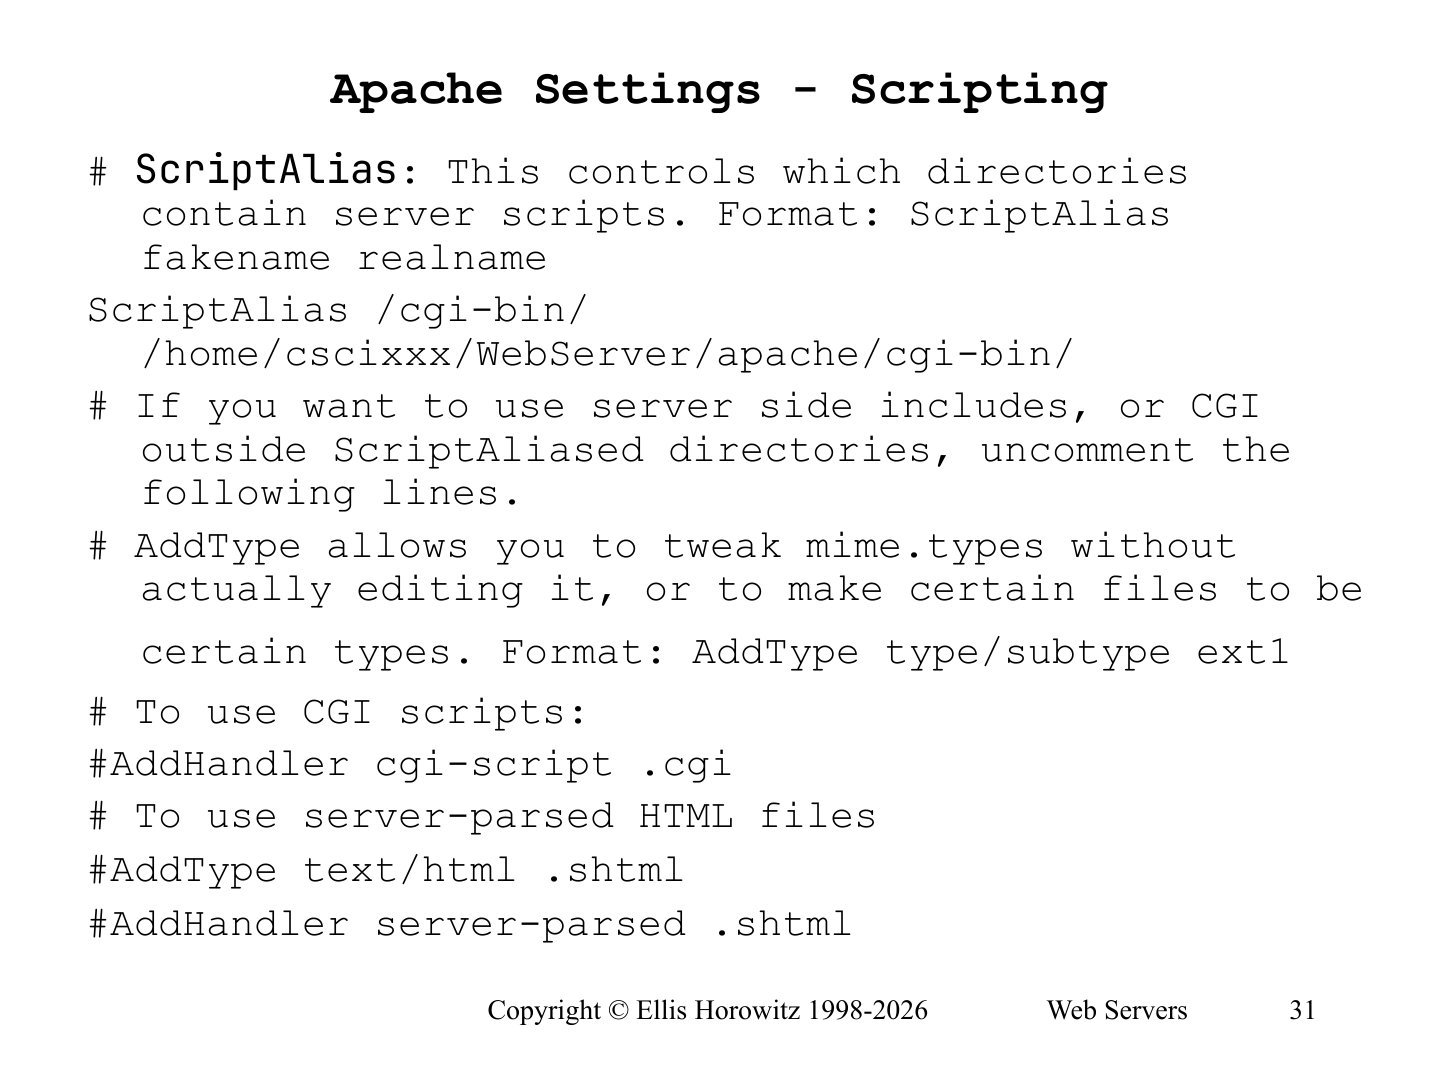 Apache Settings - Scripting
# ScriptAlias: This controls which directories
contain server scripts. Format: ScriptAlias
fakename realname
ScriptAlias /cgi-bin/
/home/cscixxx/WebServer/apache/cgi-bin/
# If you want to use server side includes, or CGI
outside ScriptAliased directories, uncomment the
following lines.
# AddType allows you to tweak mime.types without
actually editing it, or to make certain files to be
certain types. Format: AddType type/subtype ext1
# To use CGI scripts:
#AddHandler cgi-script .cgi
# To use server-parsed HTML files
#AddType text/html .shtml
#AddHandler server-parsed .shtml
Copyright © Ellis Horowitz 1998-2026 Web Servers 31